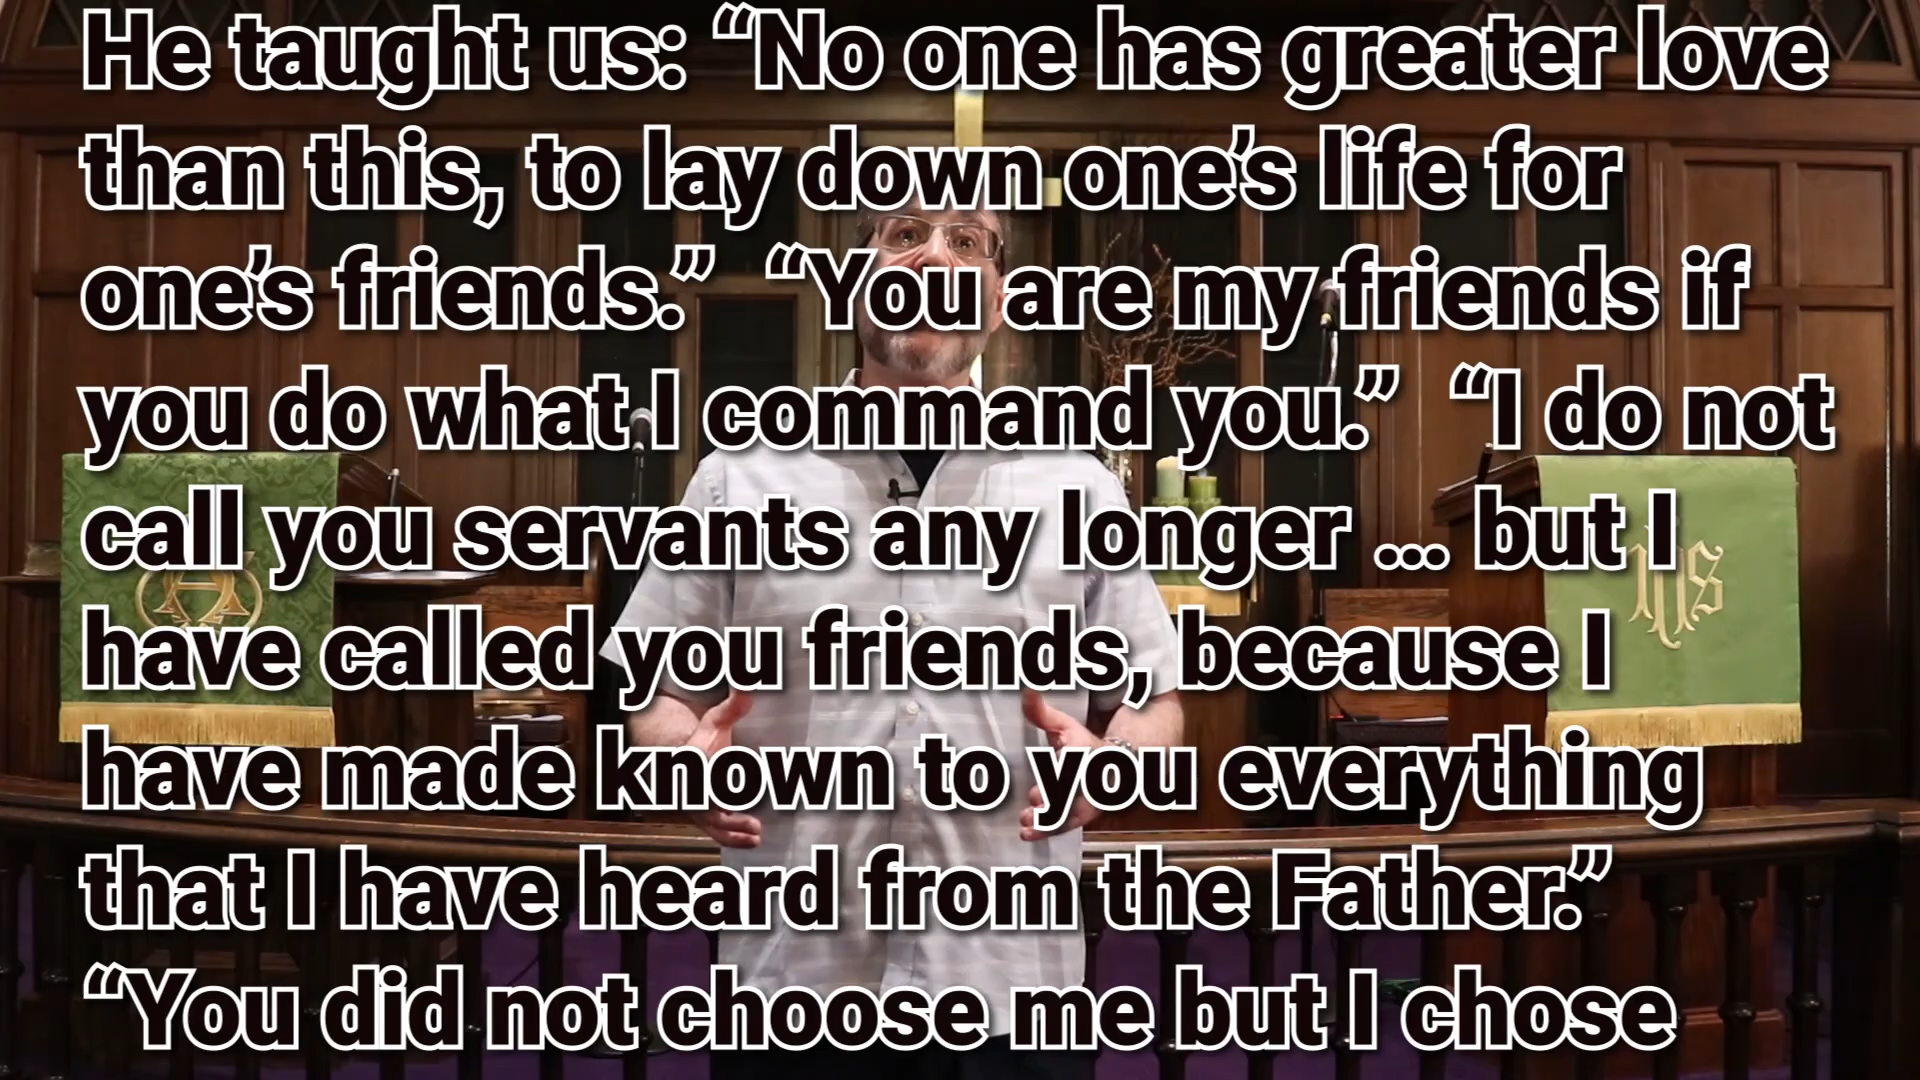 He taught us: “No one has greater love
than this, to lay down one’s life for
one’s friends.”  “You are my friends if
you do what I command you.”  “I do not
call you servants any longer ... but I
have called you friends, because I
have made known to you everything
that I have heard from the Father.”
“You did not choose me but I chose
IHS